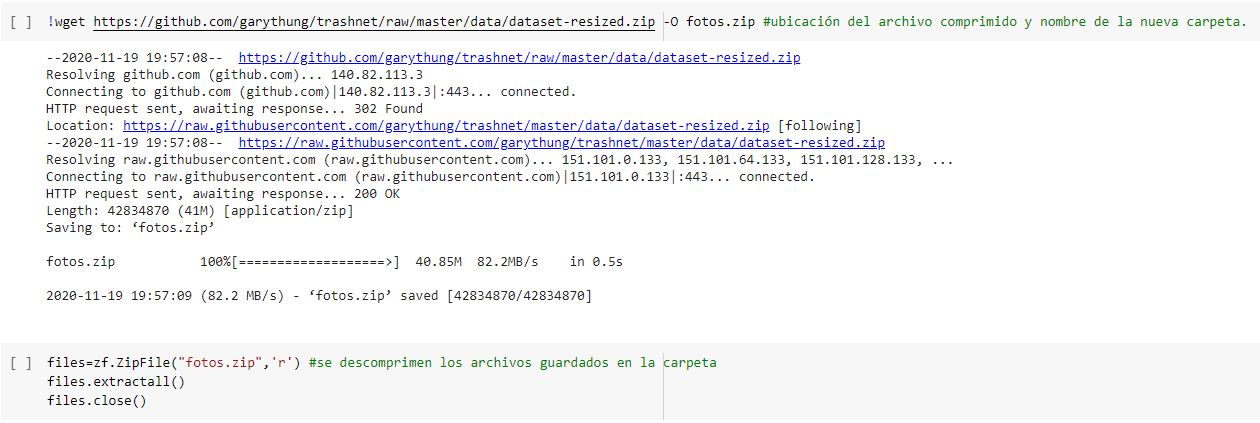 [ ] !wget https://github.com/garythung/trashnet/raw/master/data/dataset-resized.zip -O fotos.zip #ubicación del archivo comprimido y nombre de la nueva carpeta.
--2020-11-19 19:57:08-- https://github.com/garythung/trashnet/raw/master/data/dataset-resized.zip
Resolving github.com (github.com)... 140.82.113.3
Connecting to github.com (github.com)|140.82.113.3|:443... connected.
HTTP request sent, awaiting response... 302 Found
Location: https://raw.githubusercontent.com/garythung/trashnet/master/data/dataset-resized.zip [following]
--2020-11-19 19:57:08-- https://raw.githubusercontent.com/garythung/trashnet/master/data/dataset-resized.zip
Resolving raw.githubusercontent.com (raw.githubusercontent.com)... 151.101.0.133, 151.101.64.133, 151.101.128.133, ...
Connecting to raw.githubusercontent.com (raw.githubusercontent.com)|151.101.0.133|:443... connected.
HTTP request sent, awaiting response... 200 OK
Length: 42834870 (41M) [application/zip]
Saving to: ‘fotos.zip’
fotos.zip 100%[===================>] 40.85M 82.2MB/s in 0.5s
2020-11-19 19:57:09 (82.2 MB/s) - ‘fotos.zip’ saved [42834870/42834870]
[ ] files=zf.ZipFile("fotos.zip",'r') #se descomprimen los archivos guardados en la carpeta
files.extractall()
files.close()